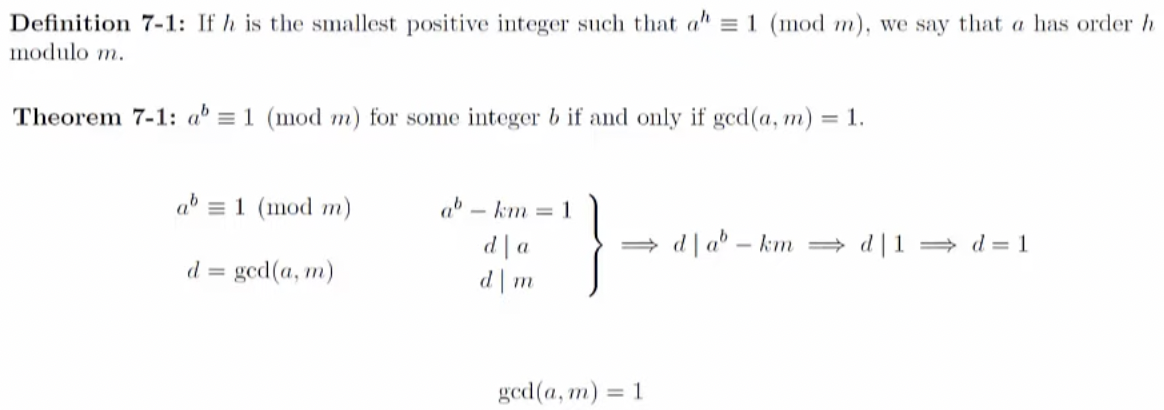 Definition 7-1: If h is the smallest positive integer such that a^h ≡ 1 (mod m), we say that a has order h
modulo m.
Theorem 7-1: a^b ≡ 1 (mod m) for some integer b if and only if gcd(a, m) = 1.
a^b ≡ 1 (mod m)
d = gcd(a, m)
a^b − km = 1
d | a
d | m
} ⟹ d | a^b − km ⟹ d | 1 ⟹ d = 1
gcd(a, m) = 1